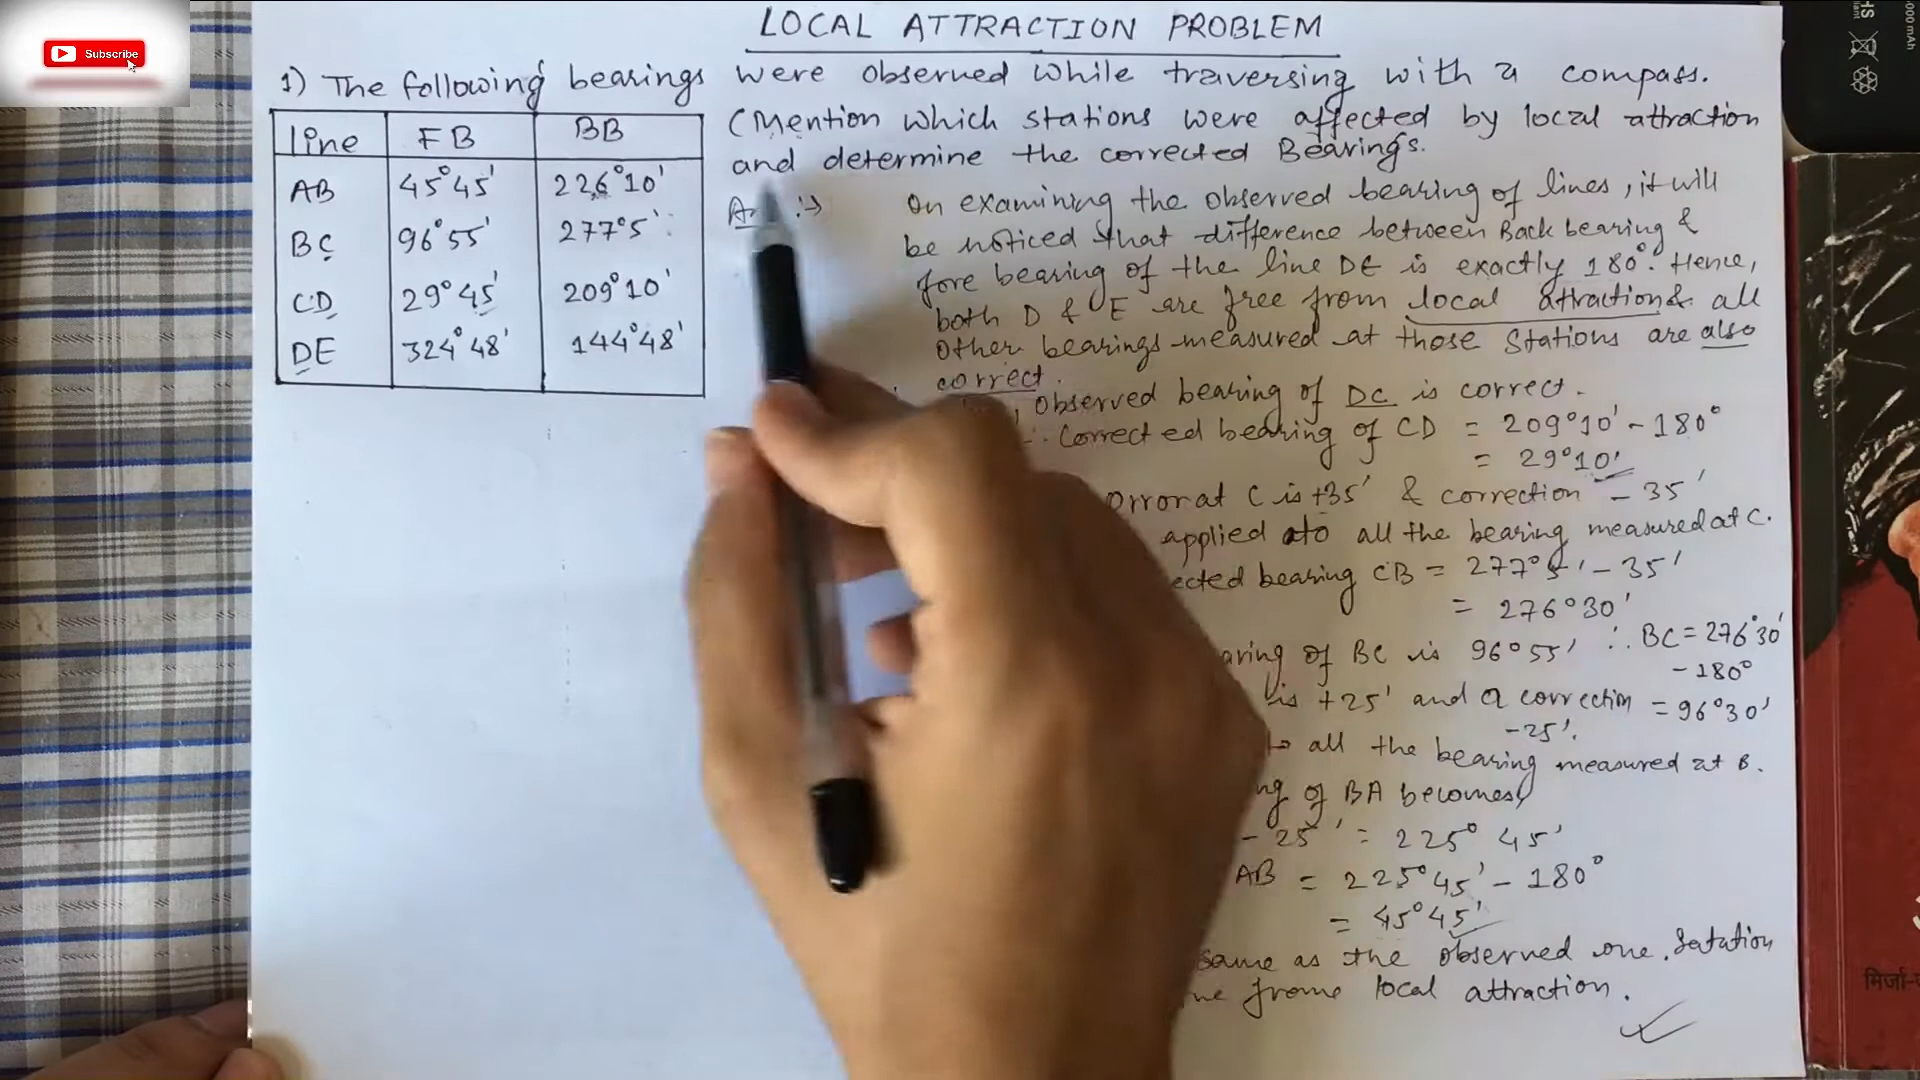 Subscribe
LOCAL ATTRACTION PROBLEM
1) The following bearings were observed while traversing with a compass.
(Mention which stations were affected by local attraction
and determine the corrected Bearings.
line FB BB
AB 45°45' 226°10'
BC 96°55' 277°5'
CD 29°45' 209°10'
DE 324°48' 144°48'
On examining the observed bearing of lines, it will
be noticed that difference between Back bearing &
fore bearing of the line DE is exactly 180°. Hence,
both D & E are free from local attraction & all
other bearings measured at those stations are also
correct.
, observed bearing of DC is correct.
∴ Corrected bearing of CD = 209°10' - 180°
= 29°10'
at C is +35' & correction - 35'
applied to all the bearing measured at C.
bearing CB = 277°5' - 35'
= 276°30'
of BC is 96°55' ∴ BC = 276°30'
- 180°
= 96°30'
is +25' and a correction
-25'.
all the bearing measured at B.
of BA becomes,
- 25' = 225° 45'
AB = 225°45' - 180°
= 45°45'
same as the observed one. Satation
frome local attraction.
000 mAh
HS
मिर्जा